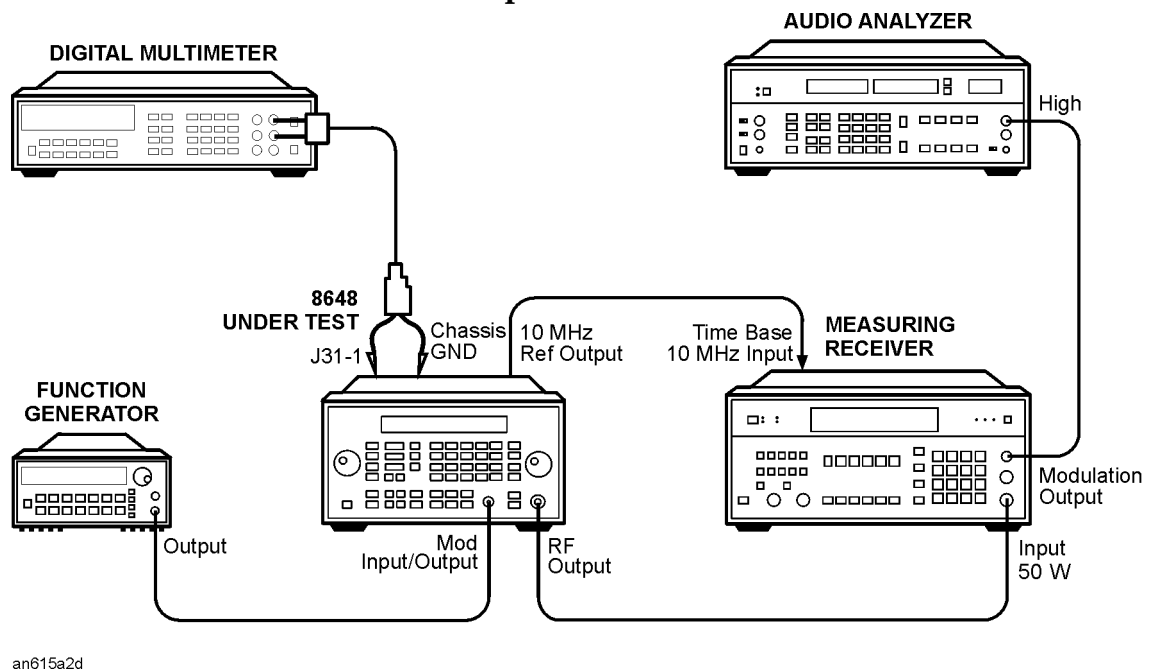 AUDIO ANALYZER
DIGITAL MULTIMETER
High
8648
UNDER TEST
J31-1
Chassis
GND
10 MHz
Ref Output
Time Base
10 MHz Input
MEASURING
RECEIVER
FUNCTION
GENERATOR
Modulation
Output
Output
Mod
Input/Output
RF
Output
Input
50 W
an615a2d